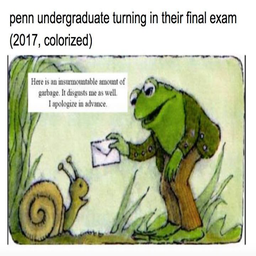 penn undergraduate turning in their final exam
(2017, colorized)
Here is an insurmountable amount of
garbage. It disgusts me as well.
I apologize in advance.